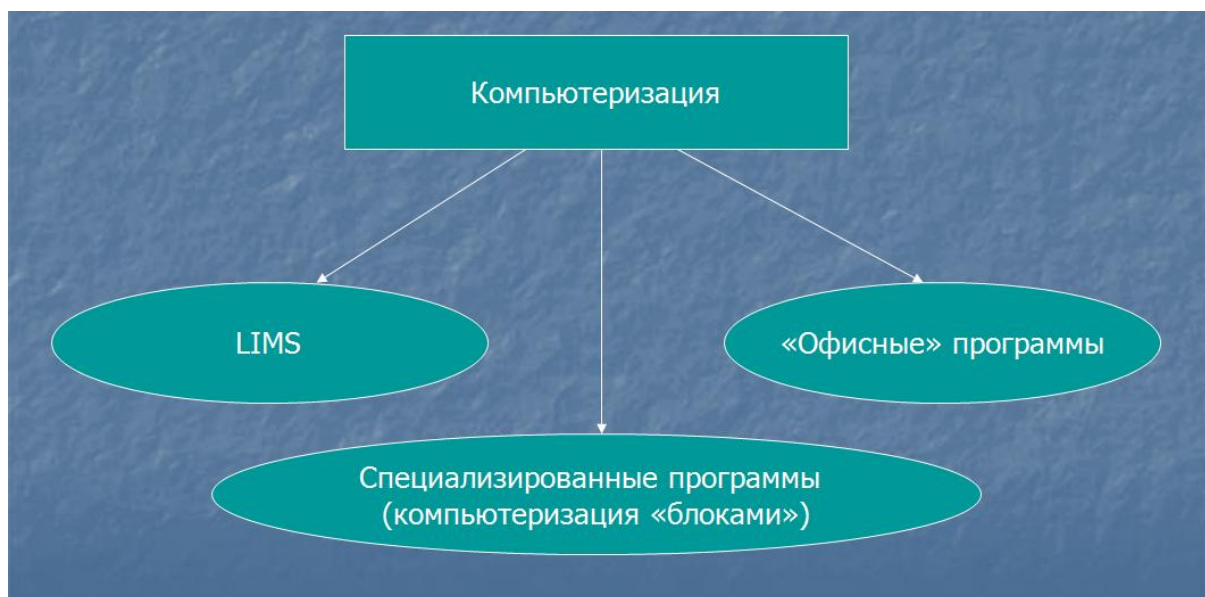 Компьютеризация
LIMS
«Офисные» программы
Специализированные программы
(компьютеризация «блоками»)